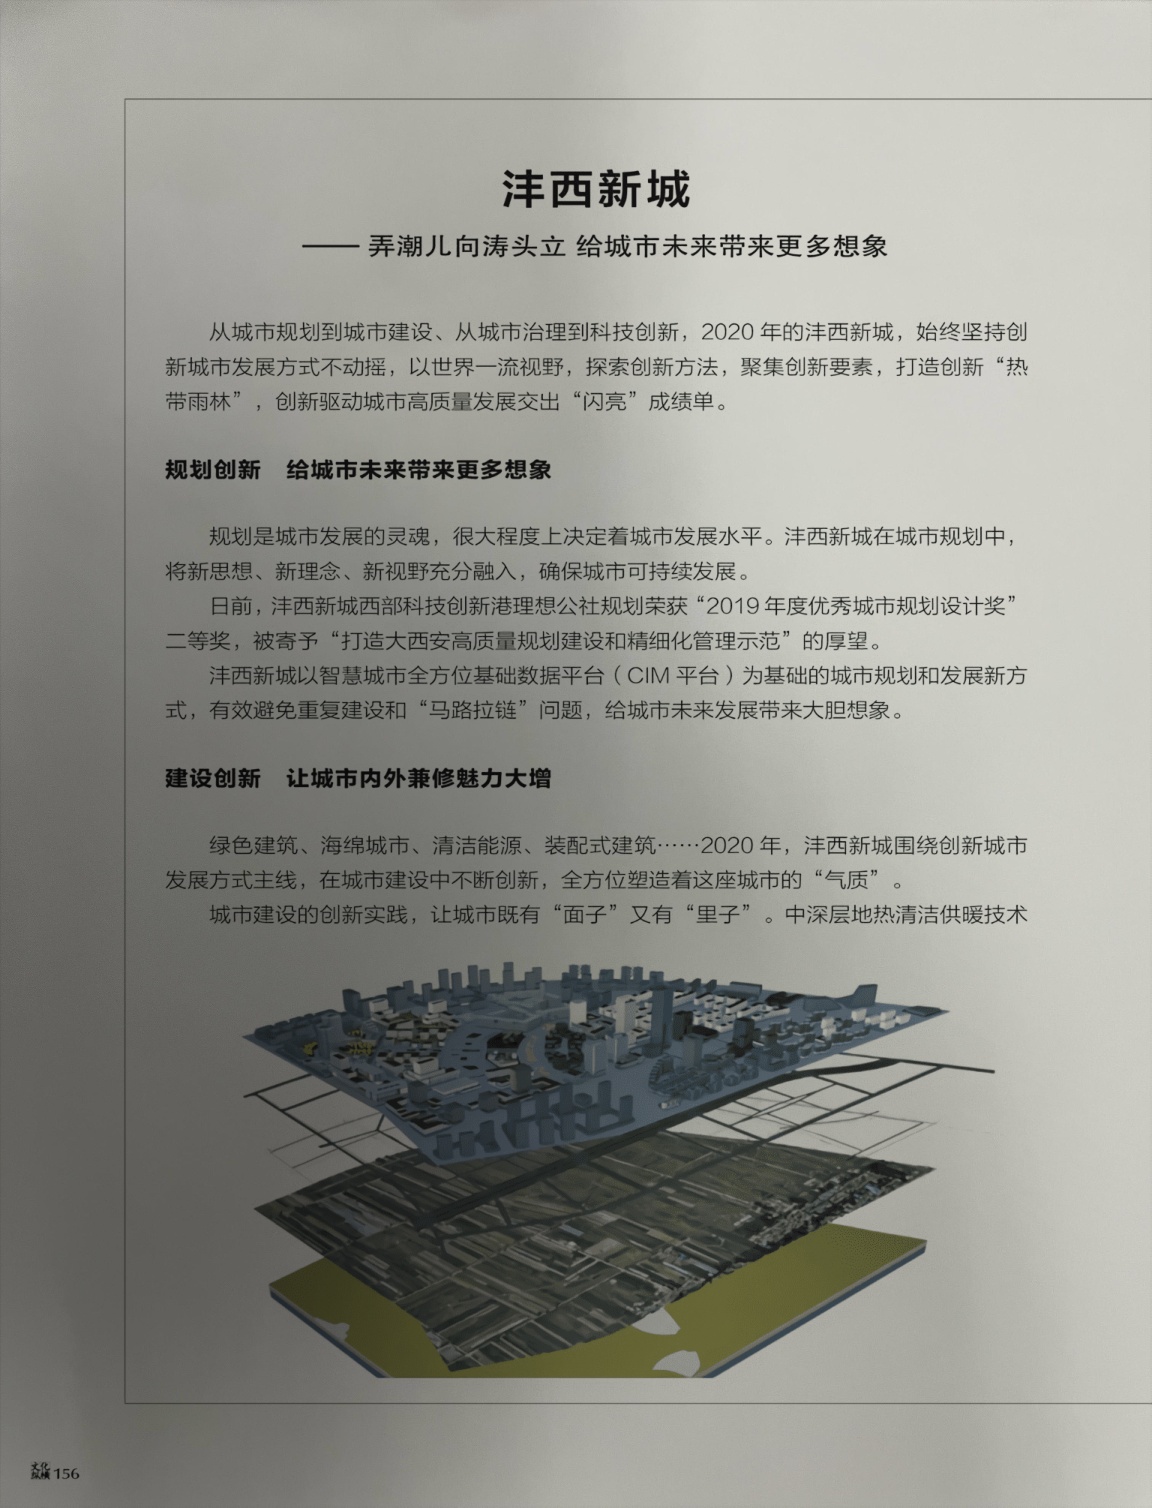 沣西新城
—— 弄潮儿向涛头立 给城市未来带来更多想象
从城市规划到城市建设、从城市治理到科技创新，2020 年的沣西新城，始终坚持创
新城市发展方式不动摇，以世界一流视野，探索创新方法，聚集创新要素，打造创新“热
带雨林”，创新驱动城市高质量发展交出“闪亮”成绩单。
规划创新　给城市未来带来更多想象
规划是城市发展的灵魂，很大程度上决定着城市发展水平。沣西新城在城市规划中，
将新思想、新理念、新视野充分融入，确保城市可持续发展。
日前，沣西新城西部科技创新港理想公社规划荣获“2019 年度优秀城市规划设计奖”
二等奖，被寄予“打造大西安高质量规划建设和精细化管理示范”的厚望。
沣西新城以智慧城市全方位基础数据平台（CIM 平台）为基础的城市规划和发展新方
式，有效避免重复建设和“马路拉链”问题，给城市未来发展带来大胆想象。
建设创新　让城市内外兼修魅力大增
绿色建筑、海绵城市、清洁能源、装配式建筑……2020 年，沣西新城围绕创新城市
发展方式主线，在城市建设中不断创新，全方位塑造着这座城市的“气质”。
城市建设的创新实践，让城市既有“面子”又有“里子”。中深层地热清洁供暖技术
文化
纵横 156